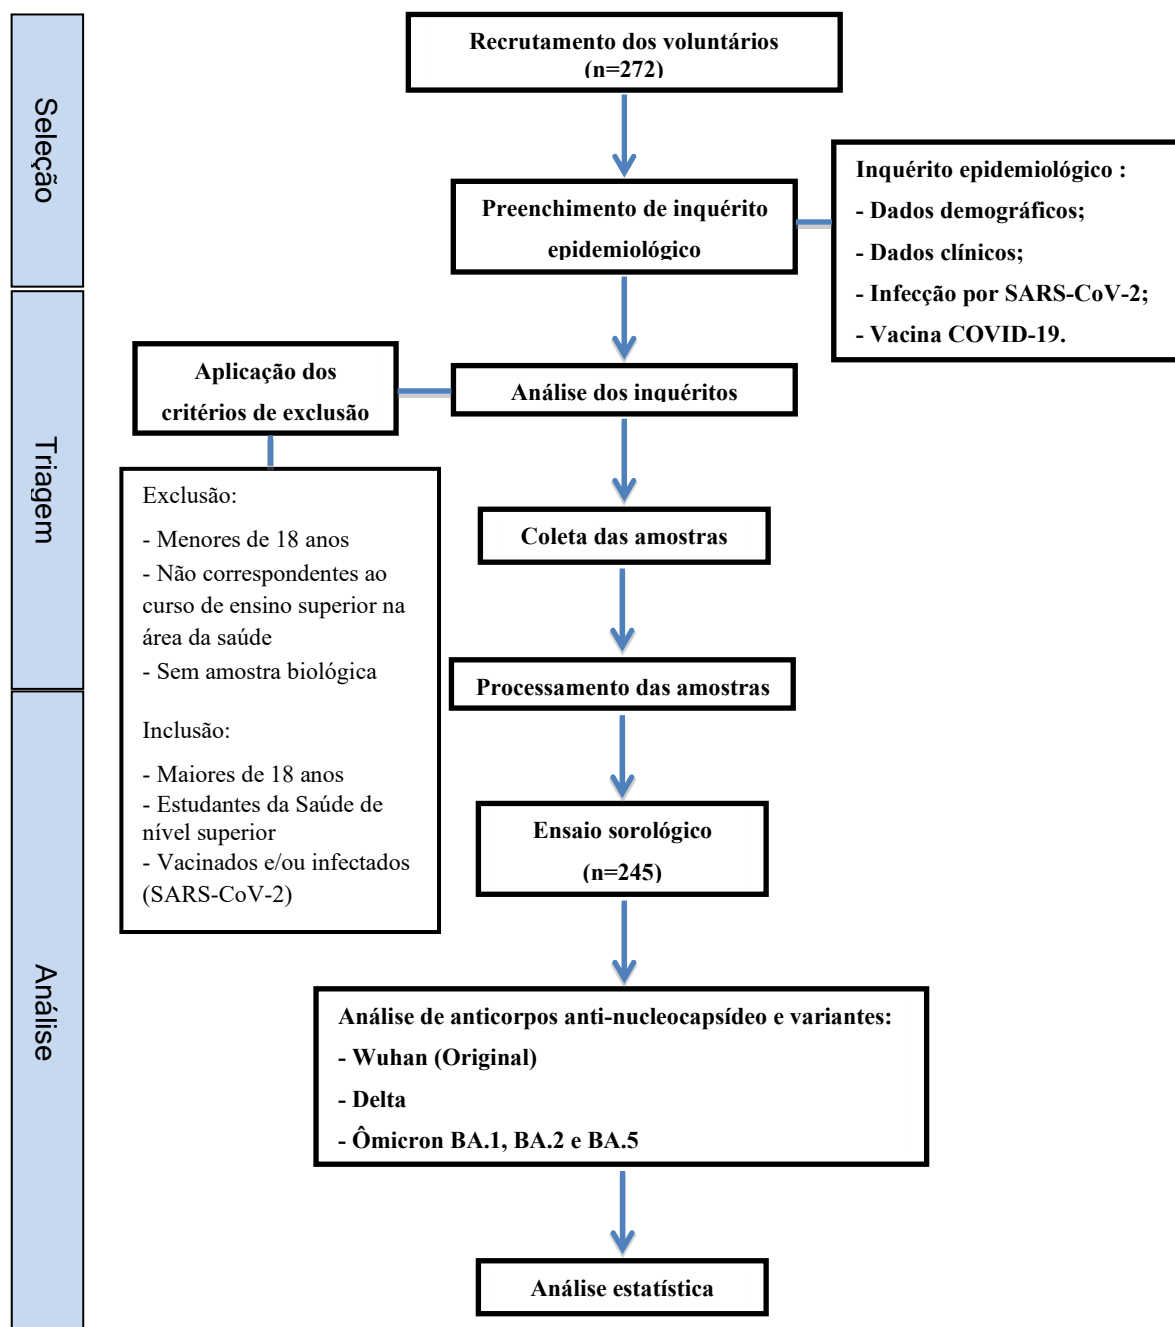 Seleção
Recrutamento dos voluntários
(n=272)
Preenchimento de inquérito
epidemiológico
Inquérito epidemiológico :
- Dados demográficos;
- Dados clínicos;
- Infecção por SARS-CoV-2;
- Vacina COVID-19.
Triagem
Análise dos inquéritos
Aplicação dos
critérios de exclusão
Exclusão:
- Menores de 18 anos
- Não correspondentes ao
curso de ensino superior na
área da saúde
- Sem amostra biológica
Inclusão:
- Maiores de 18 anos
- Estudantes da Saúde de
nível superior
- Vacinados e/ou infectados
(SARS-CoV-2)
Coleta das amostras
Processamento das amostras
Análise
Ensaio sorológico
(n=245)
Análise de anticorpos anti-nucleocapsídeo e variantes:
- Wuhan (Original)
- Delta
- Ômicron BA.1, BA.2 e BA.5
Análise estatística